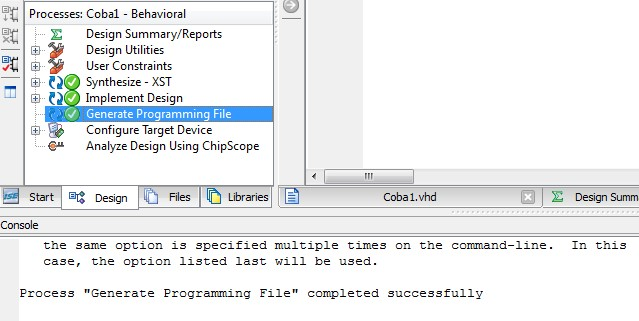 Processes: Coba1 - Behavioral
Design Summary/Reports
Design Utilities
User Constraints
Synthesize - XST
Implement Design
Generate Programming File
Configure Target Device
Analyze Design Using ChipScope
ISE Start Design Files Libraries Coba1.vhd Design Summ
Console
the same option is specified multiple times on the command-line. In this
case, the option listed last will be used.
Process "Generate Programming File" completed successfully